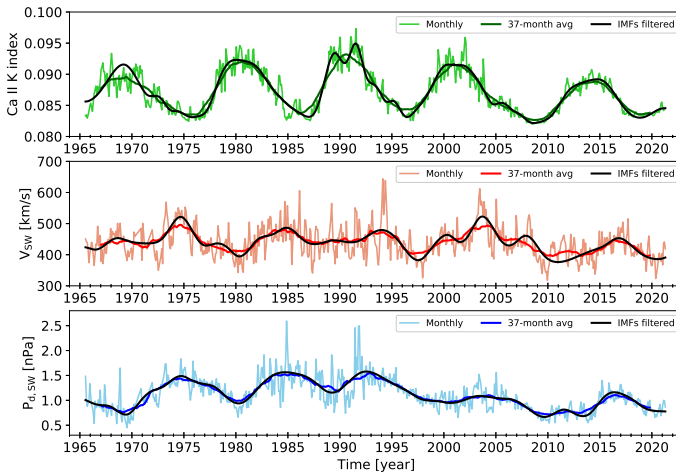 0.100
0.095
0.090
0.085
0.080
Ca II K index
Monthly 37-month avg IMFs filtered
1965 1970 1975 1980 1985 1990 1995 2000 2005 2010 2015 2020
700
600
500
400
300
V_SW [km/s]
Monthly 37-month avg IMFs filtered
1965 1970 1975 1980 1985 1990 1995 2000 2005 2010 2015 2020
2.5
2.0
1.5
1.0
0.5
P_d,SW [nPa]
Monthly 37-month avg IMFs filtered
1965 1970 1975 1980 1985 1990 1995 2000 2005 2010 2015 2020
Time [year]